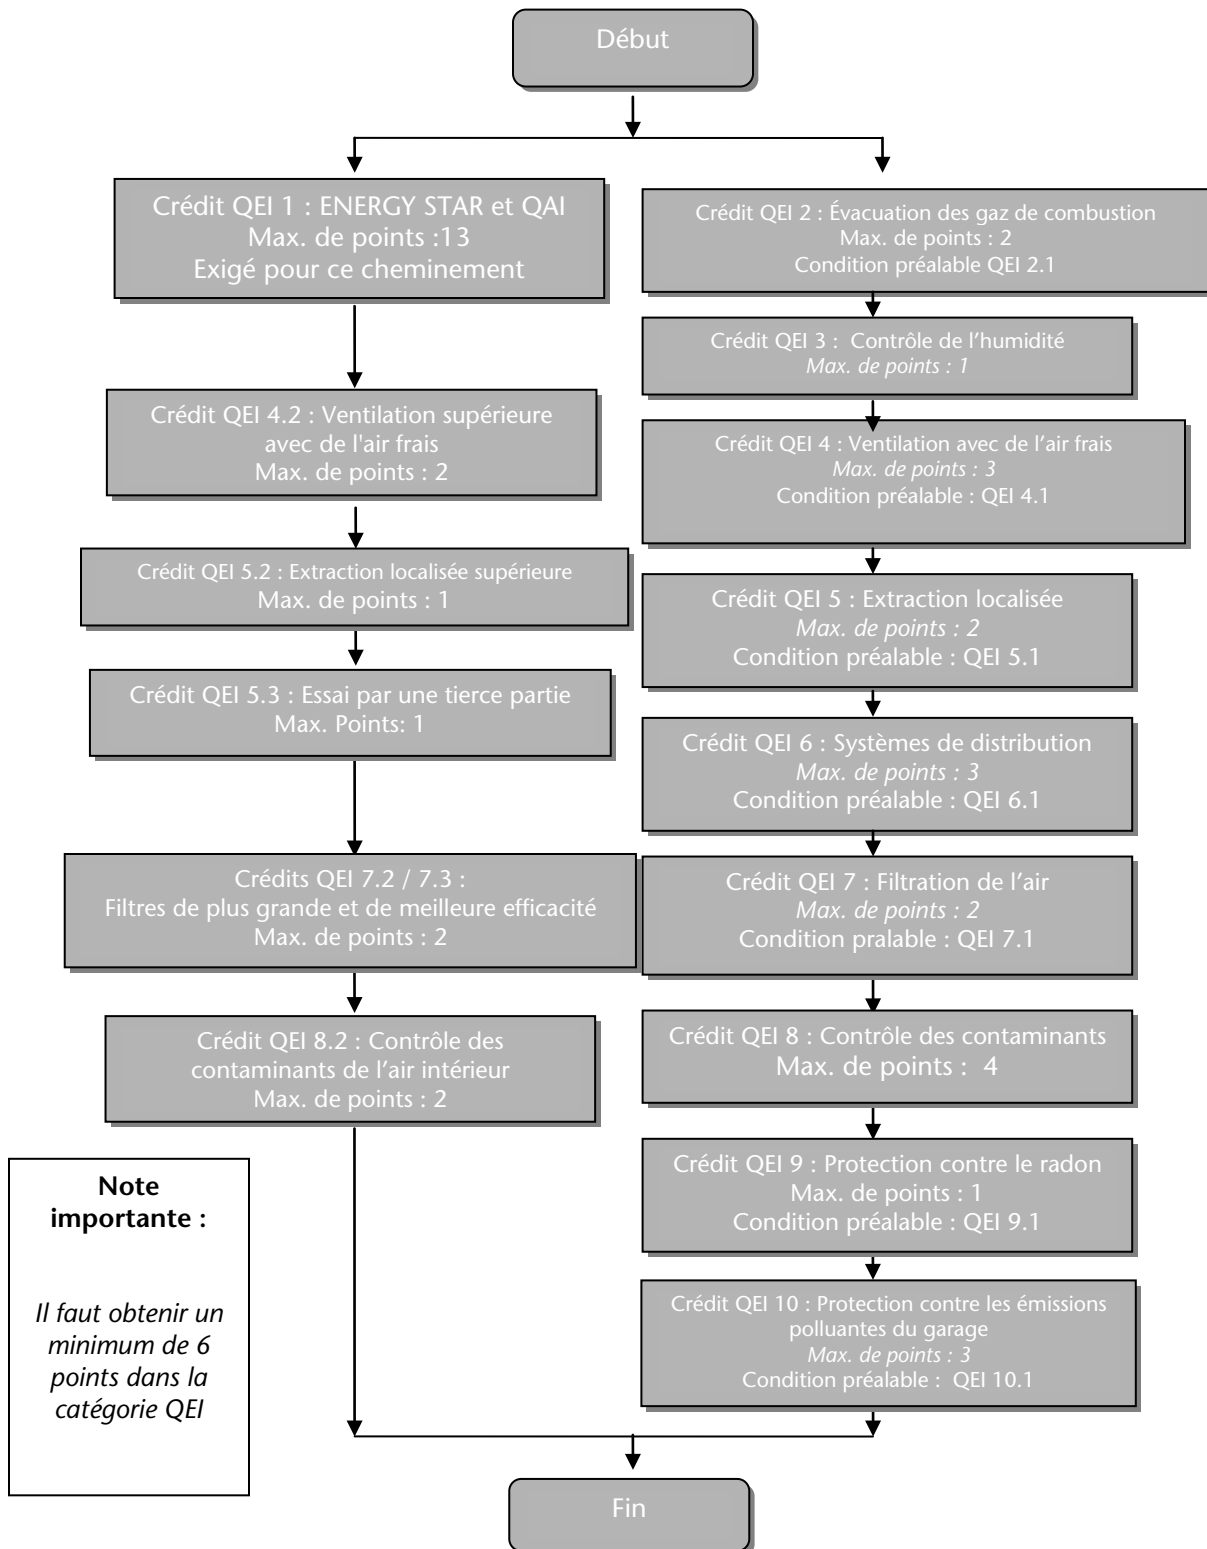 Début
Crédit QEI 1 : ENERGY STAR et QAI
Max. de points :13
Exigé pour ce cheminement
Crédit QEI 4.2 : Ventilation supérieure
avec de l'air frais
Max. de points : 2
Crédit QEI 5.2 : Extraction localisée supérieure
Max. de points : 1
Crédit QEI 5.3 : Essai par une tierce partie
Max. Points: 1
Crédits QEI 7.2 / 7.3 :
Filtres de plus grande et de meilleure efficacité
Max. de points : 2
Crédit QEI 8.2 : Contrôle des
contaminants de l’air intérieur
Max. de points : 2
Crédit QEI 2 : Évacuation des gaz de combustion
Max. de points : 2
Condition préalable QEI 2.1
Crédit QEI 3 : Contrôle de l’humidité
Max. de points : 1
Crédit QEI 4 : Ventilation avec de l’air frais
Max. de points : 3
Condition préalable : QEI 4.1
Crédit QEI 5 : Extraction localisée
Max. de points : 2
Condition préalable : QEI 5.1
Crédit QEI 6 : Systèmes de distribution
Max. de points : 3
Condition préalable : QEI 6.1
Crédit QEI 7 : Filtration de l’air
Max. de points : 2
Condition pralable : QEI 7.1
Crédit QEI 8 : Contrôle des contaminants
Max. de points : 4
Crédit QEI 9 : Protection contre le radon
Max. de points : 1
Condition préalable : QEI 9.1
Crédit QEI 10 : Protection contre les émissions
polluantes du garage
Max. de points : 3
Condition préalable : QEI 10.1
Note
importante :
Il faut obtenir un
minimum de 6
points dans la
catégorie QEI
Fin